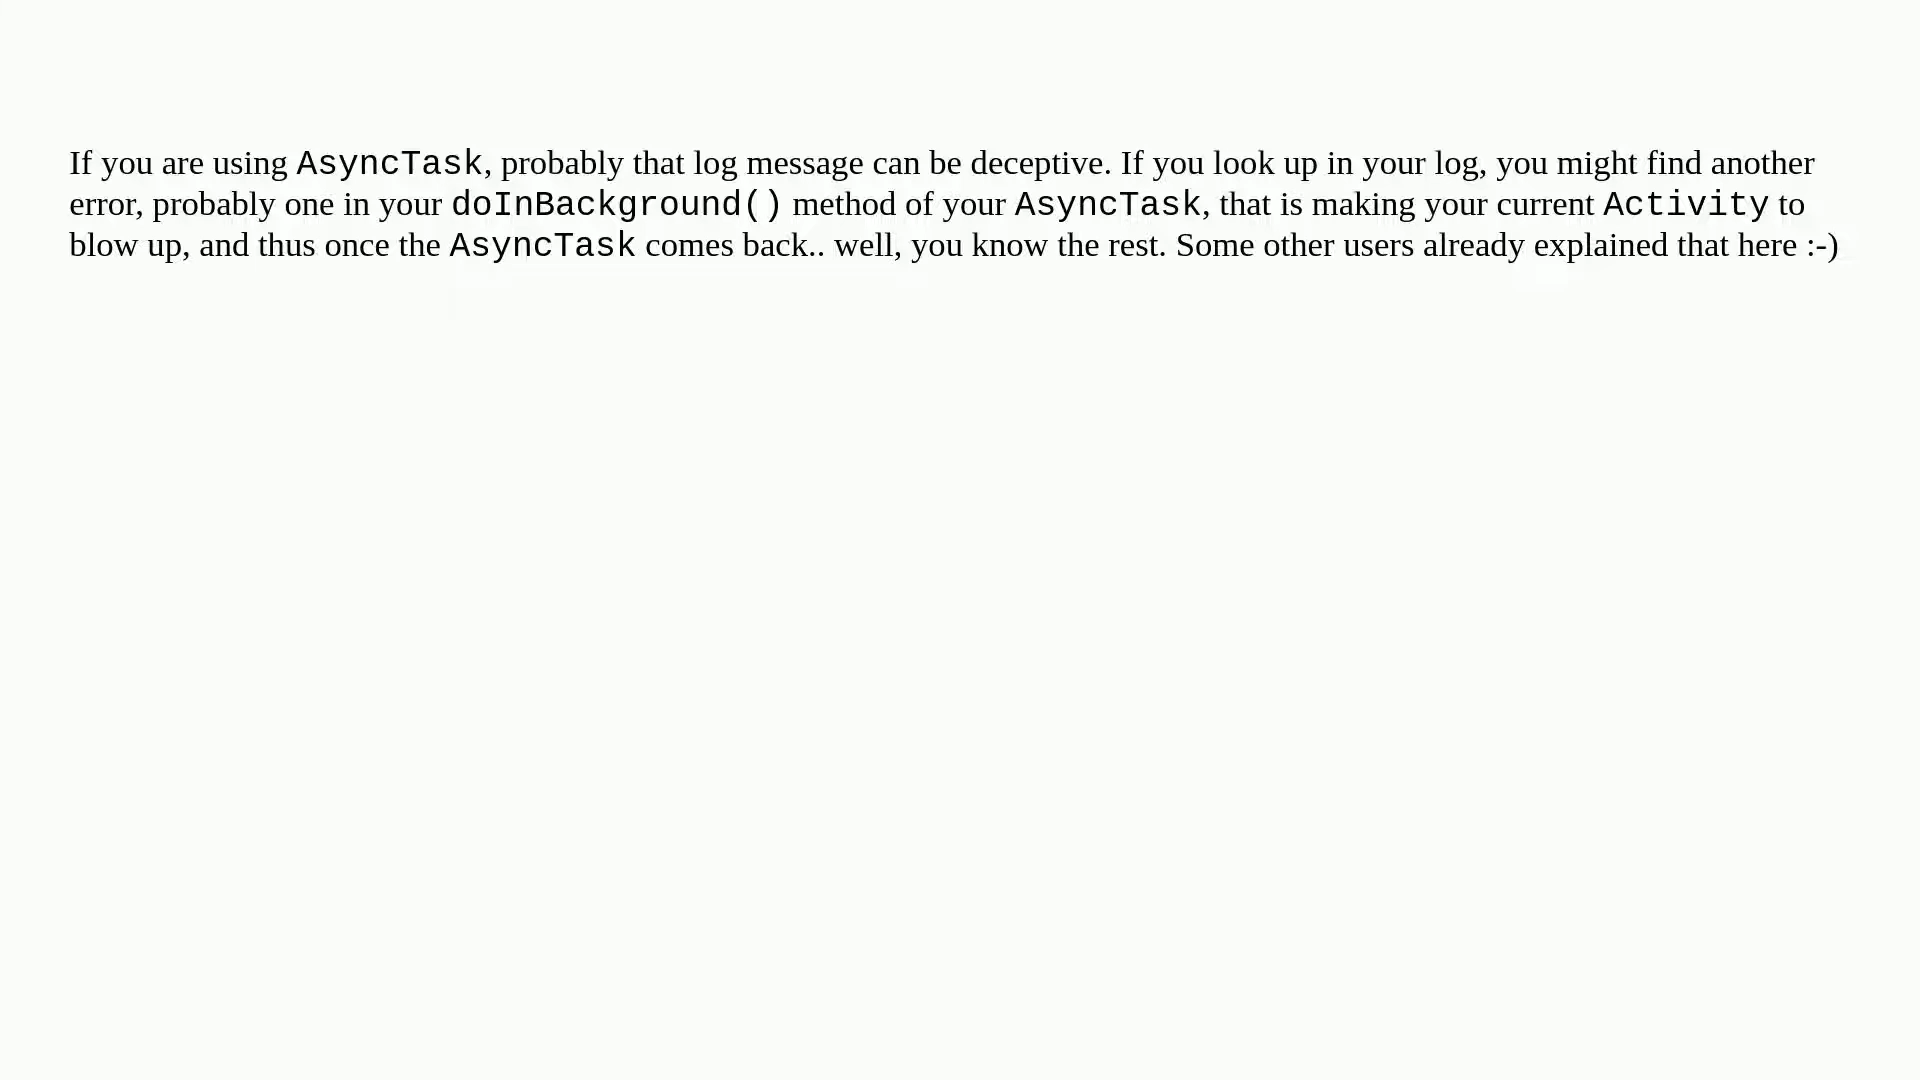 If you are using AsyncTask, probably that log message can be deceptive. If you look up in your log, you might find another
error, probably one in your doInBackground() method of your AsyncTask, that is making your current Activity to
blow up, and thus once the AsyncTask comes back.. well, you know the rest. Some other users already explained that here :-)